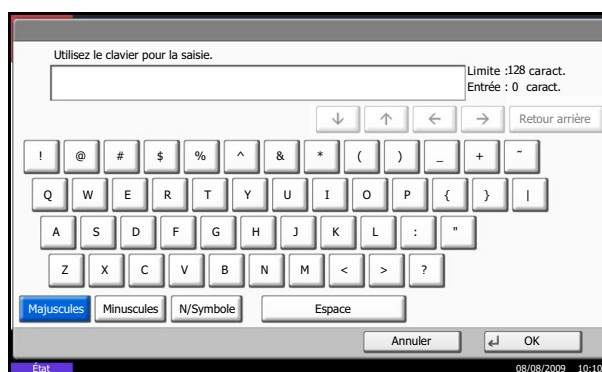 Utilisez le clavier pour la saisie.
Limite :128 caract.
Entrée : 0 caract.
↓ ↑ ← → Retour arrière
! @ # $ % ^ & * ( ) _ + ~
Q W E R T Y U I O P { } |
A S D F G H J K L : "
Z X C V B N M < > ?
Majuscules Minuscules N/Symbole Espace
Annuler OK
État 08/08/2009 10:10